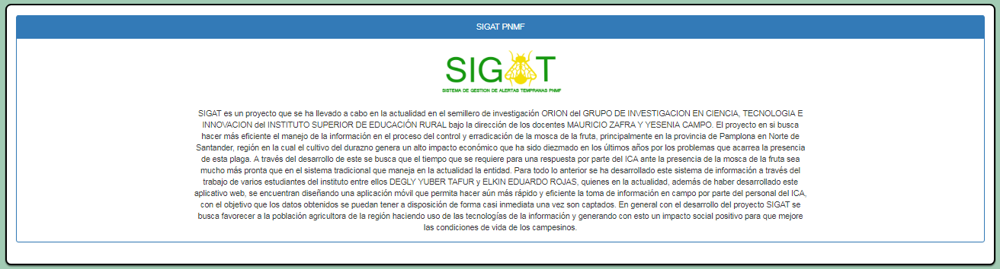 SIGAT PNMF
SIGAT
SISTEMA DE GESTION DE ALERTAS TEMPRANAS PNMF
SIGAT es un proyecto que se ha llevado a cabo en la actualidad en el semillero de investigación ORION del GRUPO DE INVESTIGACION EN CIENCIA, TECNOLOGIA E
INNOVACION del INSTITUTO SUPERIOR DE EDUCACIÓN RURAL bajo la dirección de los docentes MAURICIO ZAFRA Y YESENIA CAMPO. El proyecto en si busca
hacer más eficiente el manejo de la información en el proceso del control y erradicación de la mosca de la fruta, principalmente en la provincia de Pamplona en Norte de
Santander, región en la cual el cultivo del durazno genera un alto impacto económico que ha sido diezmado en los últimos años por los problemas que acarrea la presencia
de esta plaga. A través del desarrollo de este se busca que el tiempo que se requiere para una respuesta por parte del ICA ante la presencia de la mosca de la fruta sea
mucho más pronta que en el sistema tradicional que maneja en la actualidad la entidad. Para todo lo anterior se ha desarrollado este sistema de información a través del
trabajo de varios estudiantes del instituto entre ellos DEGLY YUBER TAFUR y ELKIN EDUARDO ROJAS, quienes en la actualidad, además de haber desarrollado este
aplicativo web, se encuentran diseñando una aplicación móvil que permita hacer aún más rápido y eficiente la toma de información en campo por parte del personal del ICA,
con el objetivo que los datos obtenidos se puedan tener a disposición de forma casi inmediata una vez son captados. En general con el desarrollo del proyecto SIGAT se
busca favorecer a la población agricultora de la región haciendo uso de las tecnologías de la información y generando con esto un impacto social positivo para que mejore
las condiciones de vida de los campesinos.